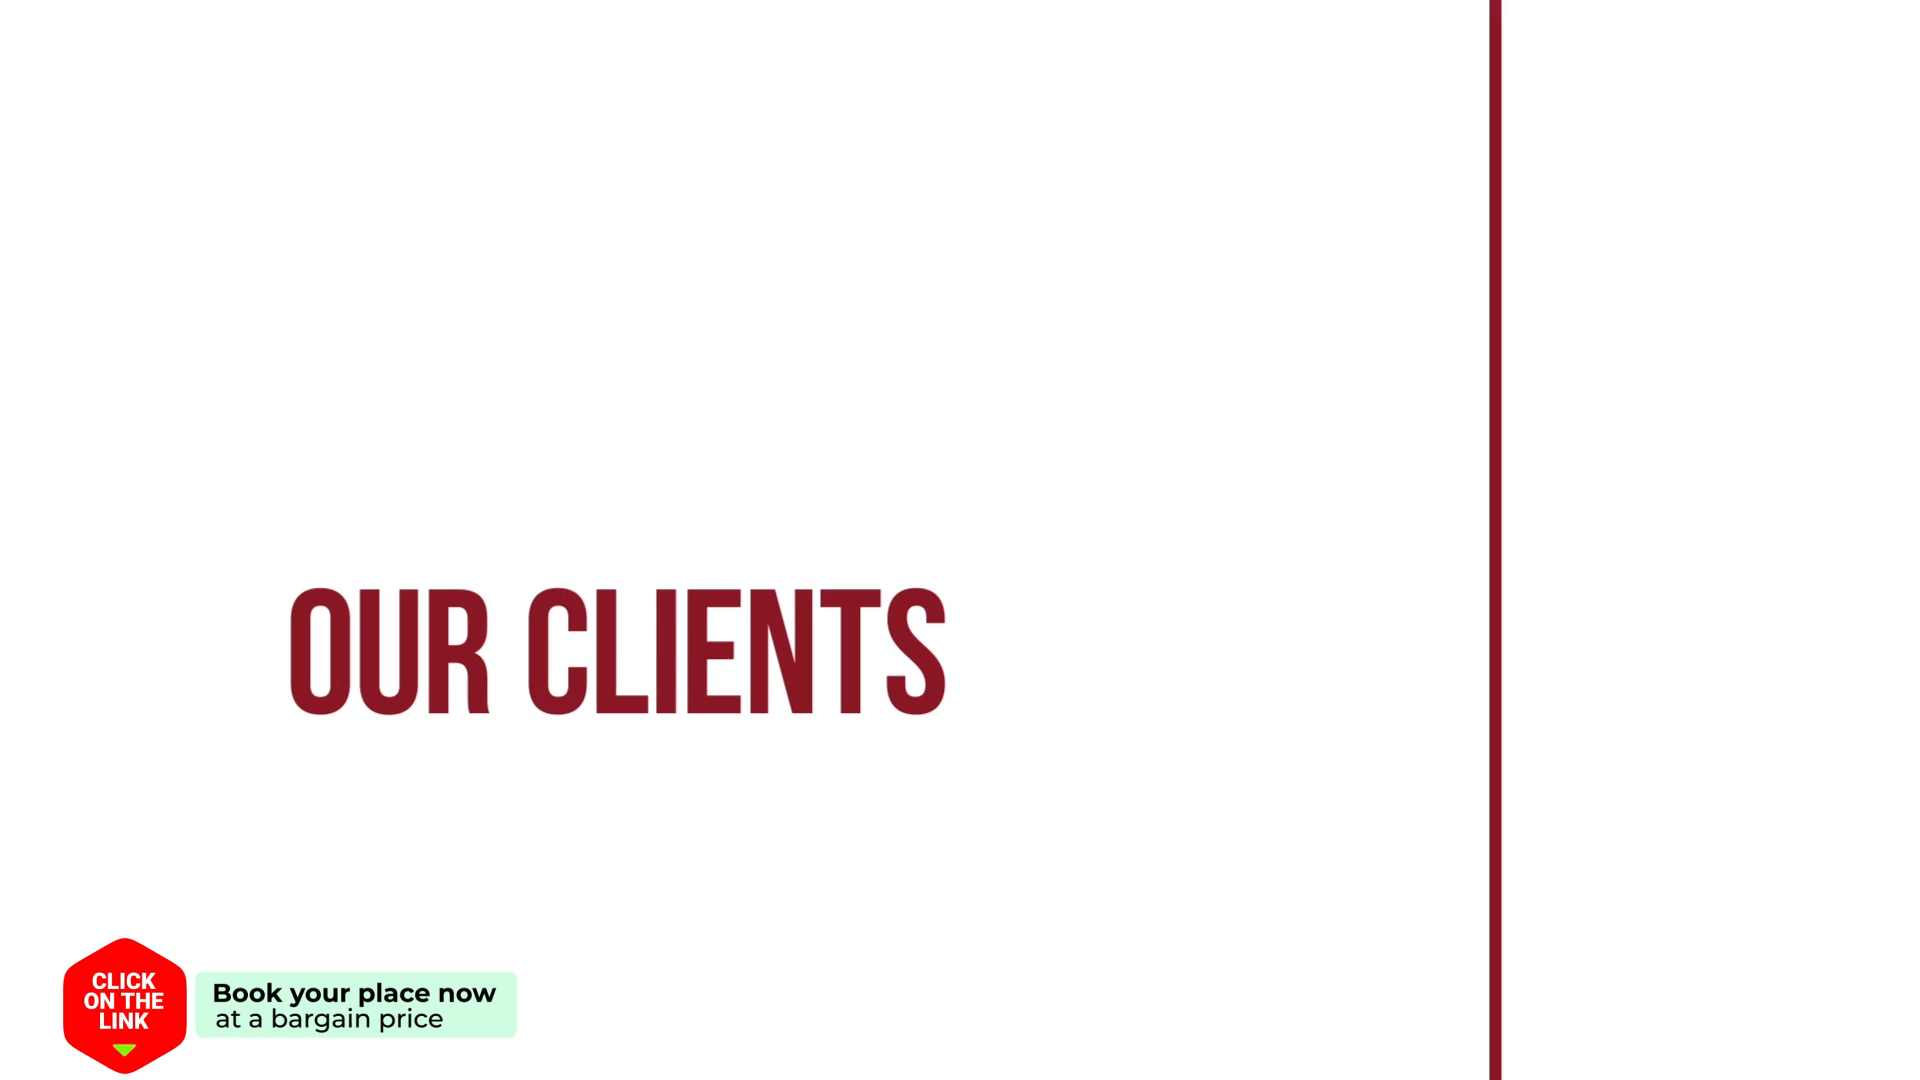 OUR CLIENTS
CLICK
ON THE
LINK
Book your place now
at a bargain price